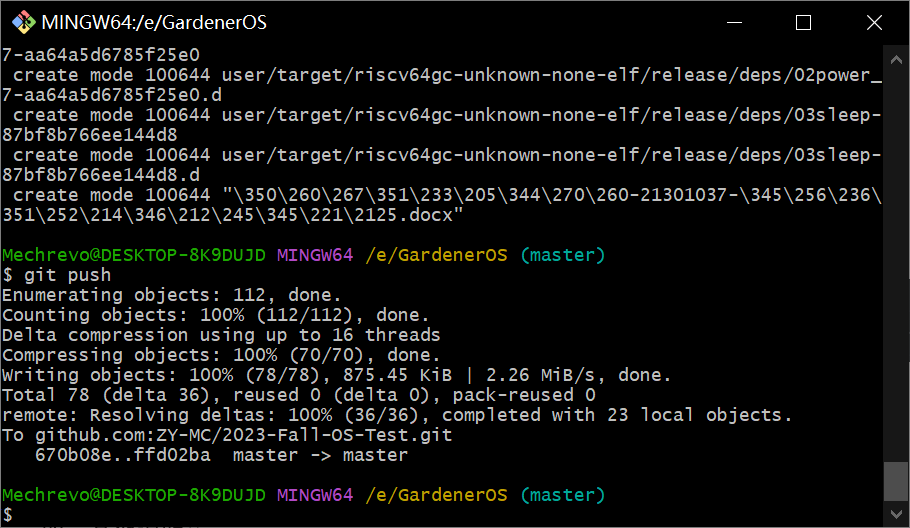 MINGW64:/e/GardenerOS
7-aa64a5d6785f25e0
 create mode 100644 user/target/riscv64gc-unknown-none-elf/release/deps/02power_
7-aa64a5d6785f25e0.d
 create mode 100644 user/target/riscv64gc-unknown-none-elf/release/deps/03sleep-
87bf8b766ee144d8
 create mode 100644 user/target/riscv64gc-unknown-none-elf/release/deps/03sleep-
87bf8b766ee144d8.d
 create mode 100644 "\350\260\267\351\233\205\344\270\260-21301037-\345\256\236\
351\252\214\346\212\245\345\221\2125.docx"

Mechrevo@DESKTOP-8K9DUJD MINGW64 /e/GardenerOS (master)
$ git push
Enumerating objects: 112, done.
Counting objects: 100% (112/112), done.
Delta compression using up to 16 threads
Compressing objects: 100% (70/70), done.
Writing objects: 100% (78/78), 875.45 KiB | 2.26 MiB/s, done.
Total 78 (delta 36), reused 0 (delta 0), pack-reused 0
remote: Resolving deltas: 100% (36/36), completed with 23 local objects.
To github.com:ZY-MC/2023-Fall-OS-Test.git
   670b08e..ffd02ba  master -> master

Mechrevo@DESKTOP-8K9DUJD MINGW64 /e/GardenerOS (master)
$